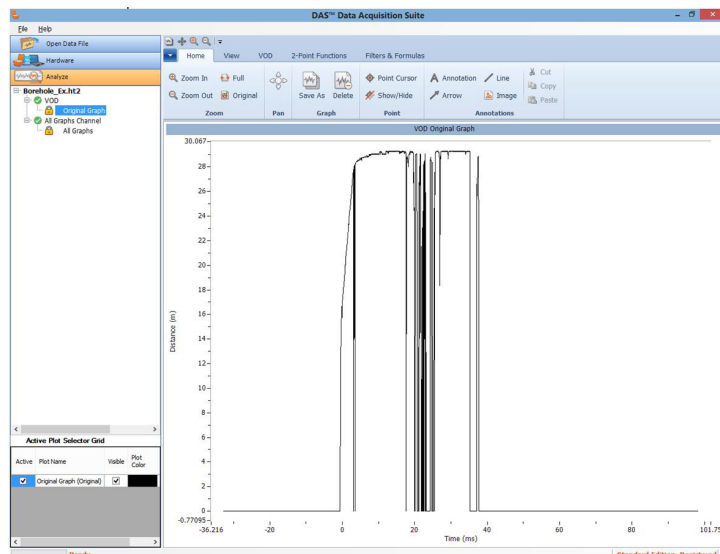 DAS™ Data Acquisition Suite
File Help
Open Data File
Hardware
Analyze
Borehole_Ex.ht2
VOD
Original Graph
All Graphs Channel
All Graphs
Active Plot Selector Grid
Active Plot Name Visible Plot Color
Original Graph (Original)
Home View VOD 2-Point Functions Filters & Formulas
Zoom In Full
Zoom Out Original
Zoom
Pan
Save As Delete
Graph
Point Cursor
Show/Hide
Point
Annotation Line
Arrow Image
Annotations
Cut
Copy
Paste
VOD Original Graph
30.067
28
26
24
22
20
18
16
14
12
10
8
6
4
2
0
-0.77095
Distance (m)
-36.216 -20 0 20 40 60 80 101.75
Time (ms)
Ready
Standard Edition, Registered